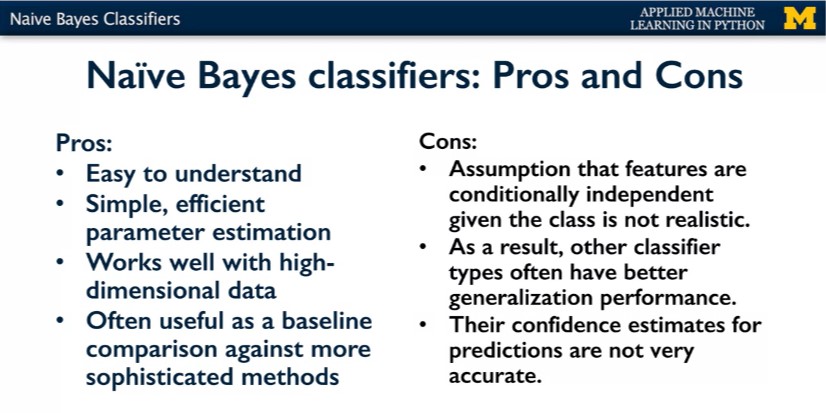 Naive Bayes Classifiers
APPLIED MACHINE
LEARNING IN PYTHON
M
Naïve Bayes classifiers: Pros and Cons
Pros:
• Easy to understand
• Simple, efficient
parameter estimation
• Works well with high-
dimensional data
• Often useful as a baseline
comparison against more
sophisticated methods
Cons:
• Assumption that features are
conditionally independent
given the class is not realistic.
• As a result, other classifier
types often have better
generalization performance.
• Their confidence estimates for
predictions are not very
accurate.